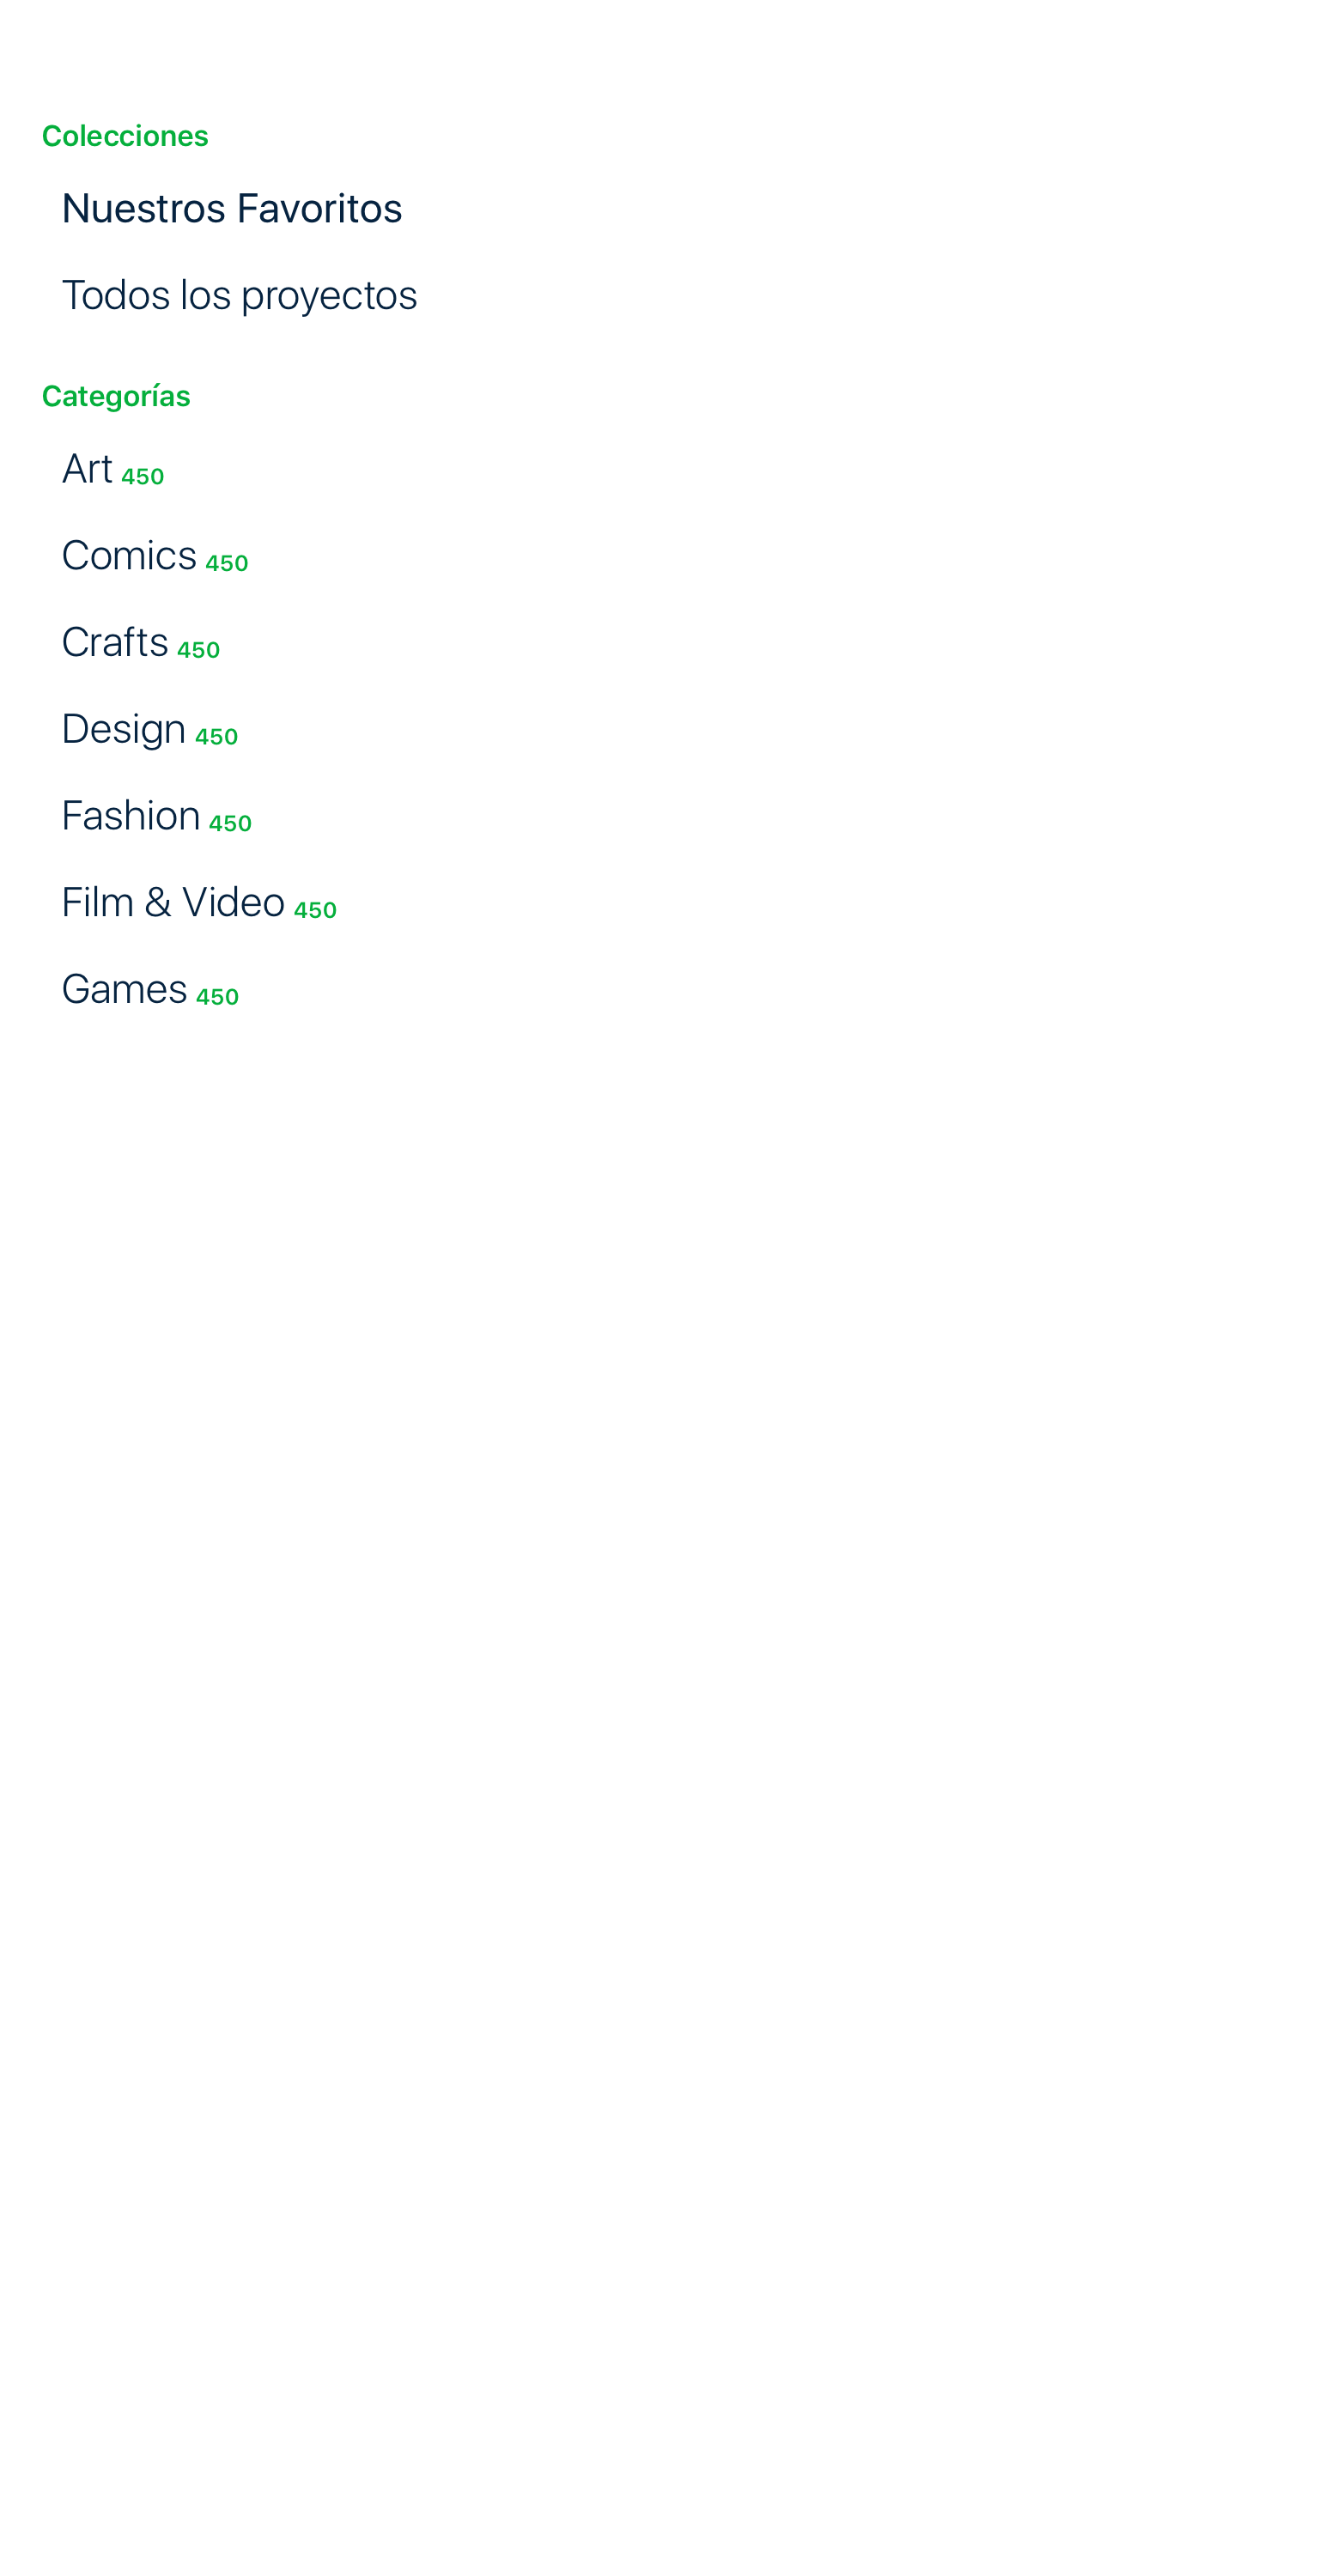 Colecciones
Nuestros Favoritos
Todos los proyectos
Categorías
Art 450
Comics 450
Crafts 450
Design 450
Fashion 450
Film & Video 450
Games 450